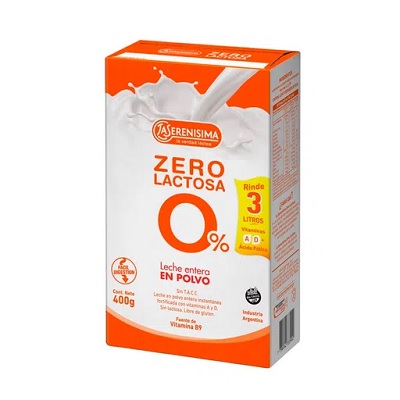 LA SERENISIMA
la verdad láctea
ZERO
LACTOSA
0%
Rinde
3
LITROS
Vitaminas
A D
Ácido Fólico
Leche entera
EN POLVO
FÁCIL
DIGESTIÓN
Sin T.A.C.C.
Leche en polvo entera instantánea
fortificada con vitaminas A y D.
Sin lactosa. Libre de gluten.
Cont. Neto
400g
Fuente de
Vitamina B9
Industria
Argentina